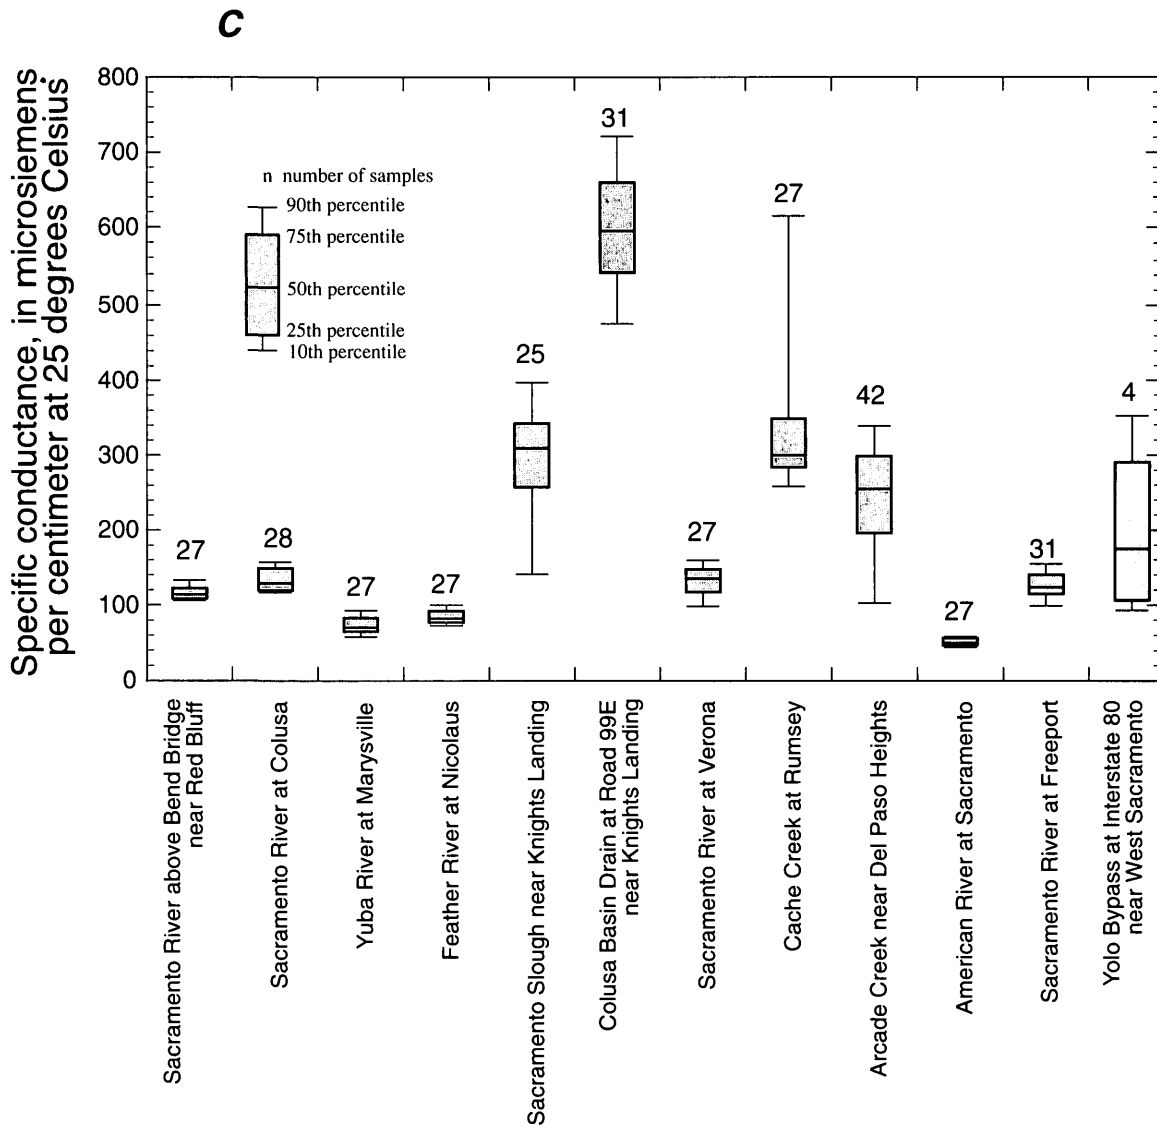 C
Specific conductance, in microsiemens
per centimeter at 25 degrees Celsius
800
700
600
500
400
300
200
100
0
n number of samples
90th percentile
75th percentile
50th percentile
25th percentile
10th percentile
27
28
27
27
25
31
27
27
42
27
31
4
Sacramento River above Bend Bridge
near Red Bluff
Sacramento River at Colusa
Yuba River at Marysville
Feather River at Nicolaus
Sacramento Slough near Knights Landing
Colusa Basin Drain at Road 99E
near Knights Landing
Sacramento River at Verona
Cache Creek at Rumsey
Arcade Creek near Del Paso Heights
American River at Sacramento
Sacramento River at Freeport
Yolo Bypass at Interstate 80
near West Sacramento